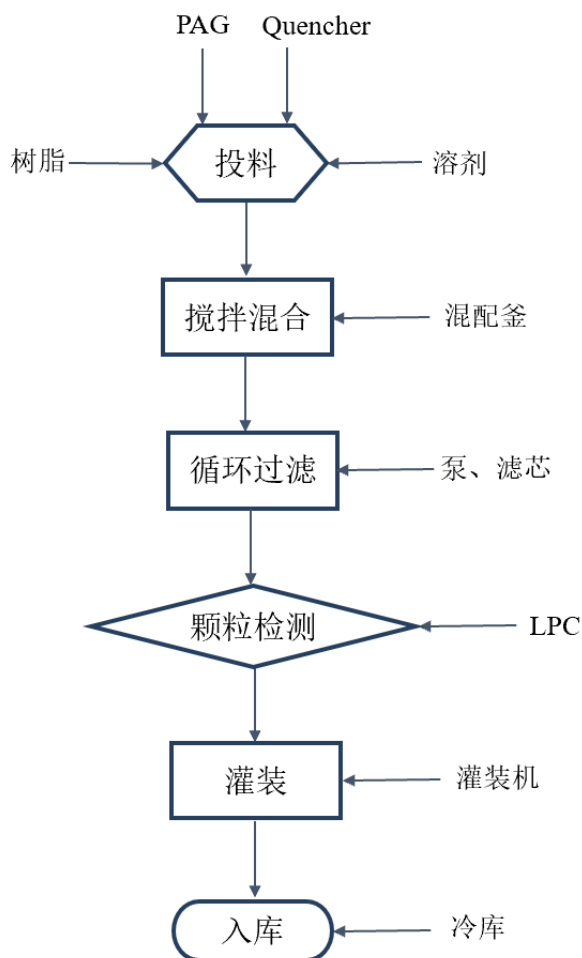 PAG Quencher
树脂 投料 溶剂
搅拌混合 混配釜
循环过滤 泵、滤芯
颗粒检测 LPC
灌装 灌装机
入库 冷库